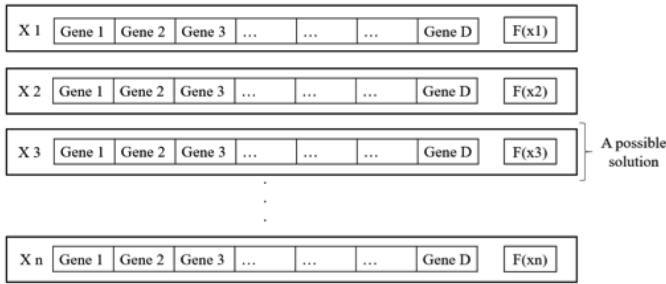 X 1 Gene 1 Gene 2 Gene 3 ... ... ... Gene D F(x1)
X 2 Gene 1 Gene 2 Gene 3 ... ... ... Gene D F(x2)
X 3 Gene 1 Gene 2 Gene 3 ... ... ... Gene D F(x3)
A possible
solution
X n Gene 1 Gene 2 Gene 3 ... ... ... Gene D F(xn)